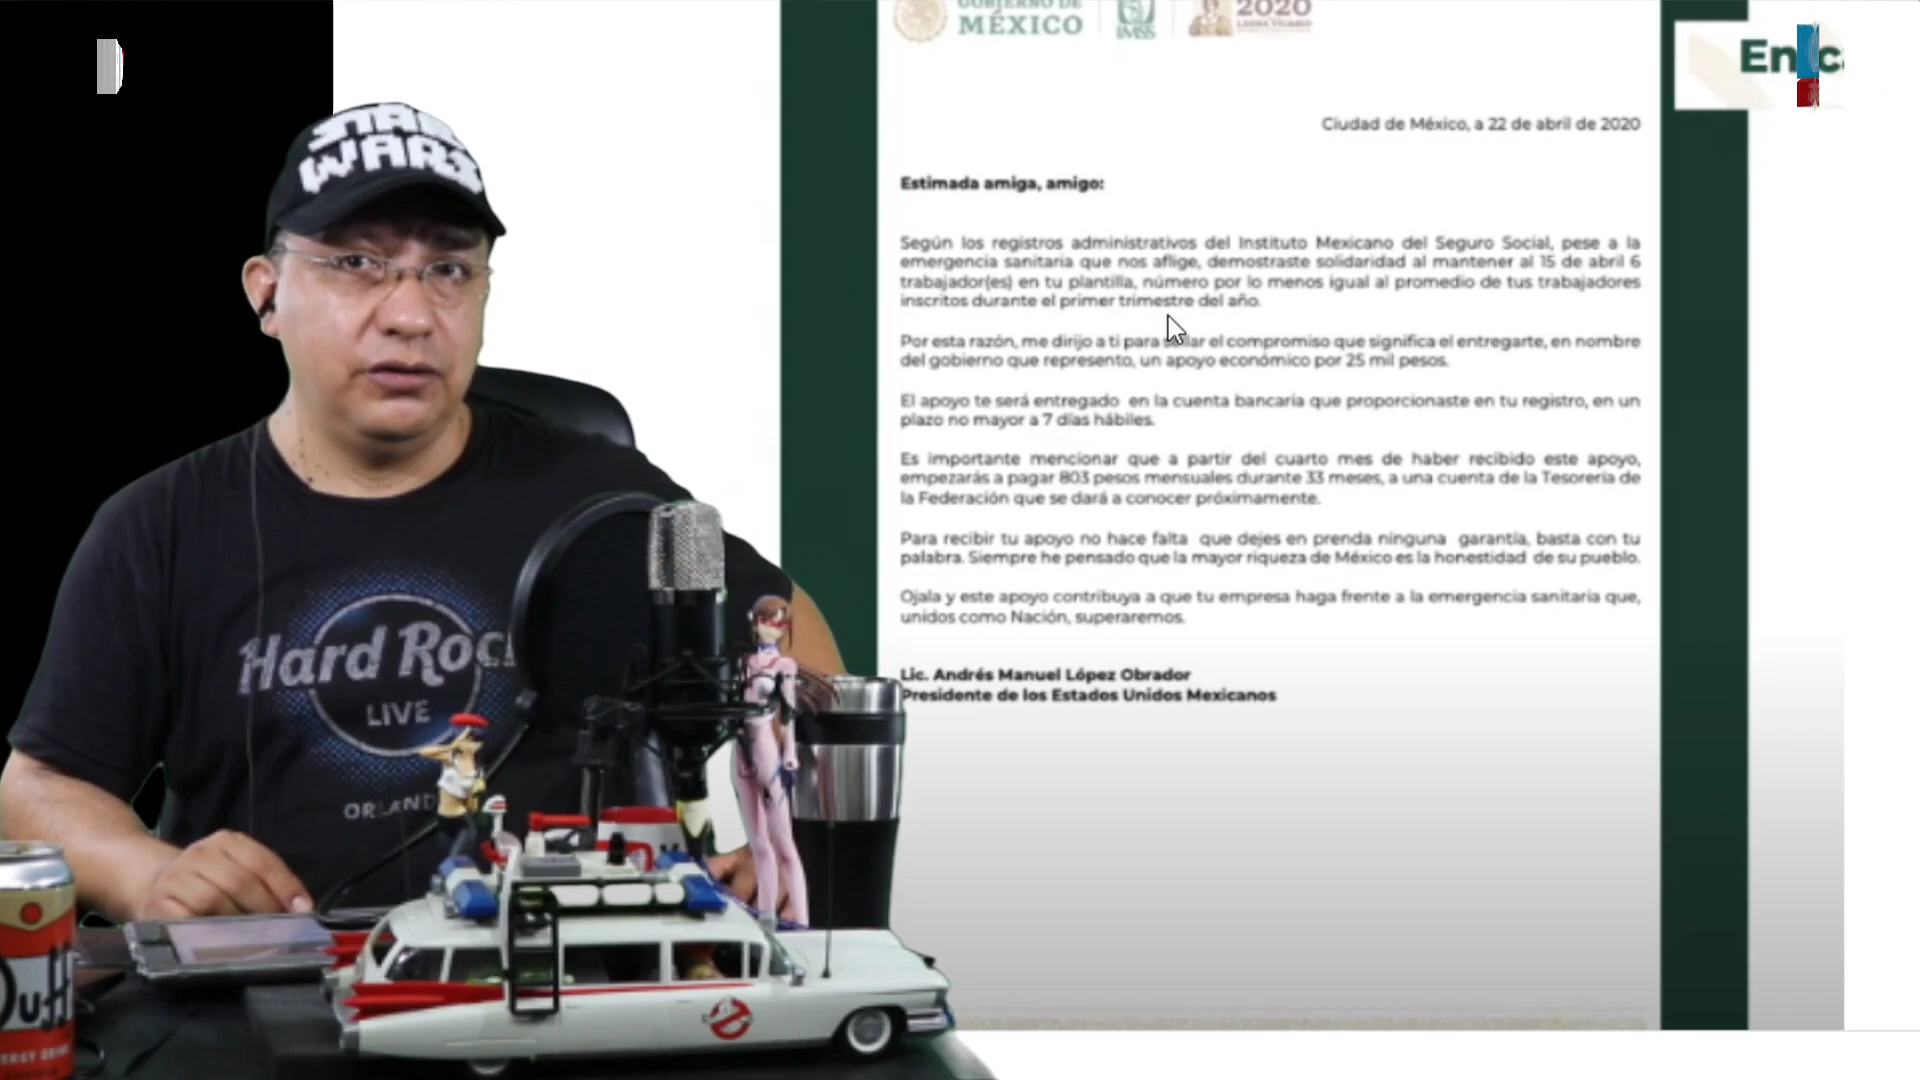 GOBIERNO DE
MÉXICO
IMSS
2020
LEONA VICARIO
En
Ciudad de México, a 22 de abril de 2020
Estimada amiga, amigo:
Según los registros administrativos del Instituto Mexicano del Seguro Social, pese a la
emergencia sanitaria que nos aflige, demostraste solidaridad al mantener al 15 de abril 6
trabajador(es) en tu plantilla, número por lo menos igual al promedio de tus trabajadores
inscritos durante el primer trimestre del año.
Por esta razón, me dirijo a ti para el compromiso que significa el entregarte, en nombre
del gobierno que represento, un apoyo económico por 25 mil pesos.
El apoyo te será entregado en la cuenta bancaria que proporcionaste en tu registro, en un
plazo no mayor a 7 días hábiles.
Es importante mencionar que a partir del cuarto mes de haber recibido este apoyo,
empezarás a pagar 803 pesos mensuales durante 33 meses, a una cuenta de la Tesorería de
la Federación que se dará a conocer próximamente.
Para recibir tu apoyo no hace falta que dejes en prenda ninguna garantía, basta con tu
palabra. Siempre he pensado que la mayor riqueza de México es la honestidad de su pueblo.
Ojala y este apoyo contribuya a que tu empresa haga frente a la emergencia sanitaria que,
unidos como Nación, superaremos.
Lic. Andrés Manuel López Obrador
Presidente de los Estados Unidos Mexicanos
STAR
WARS
Hard Roc
LIVE
ORLAND
Duff